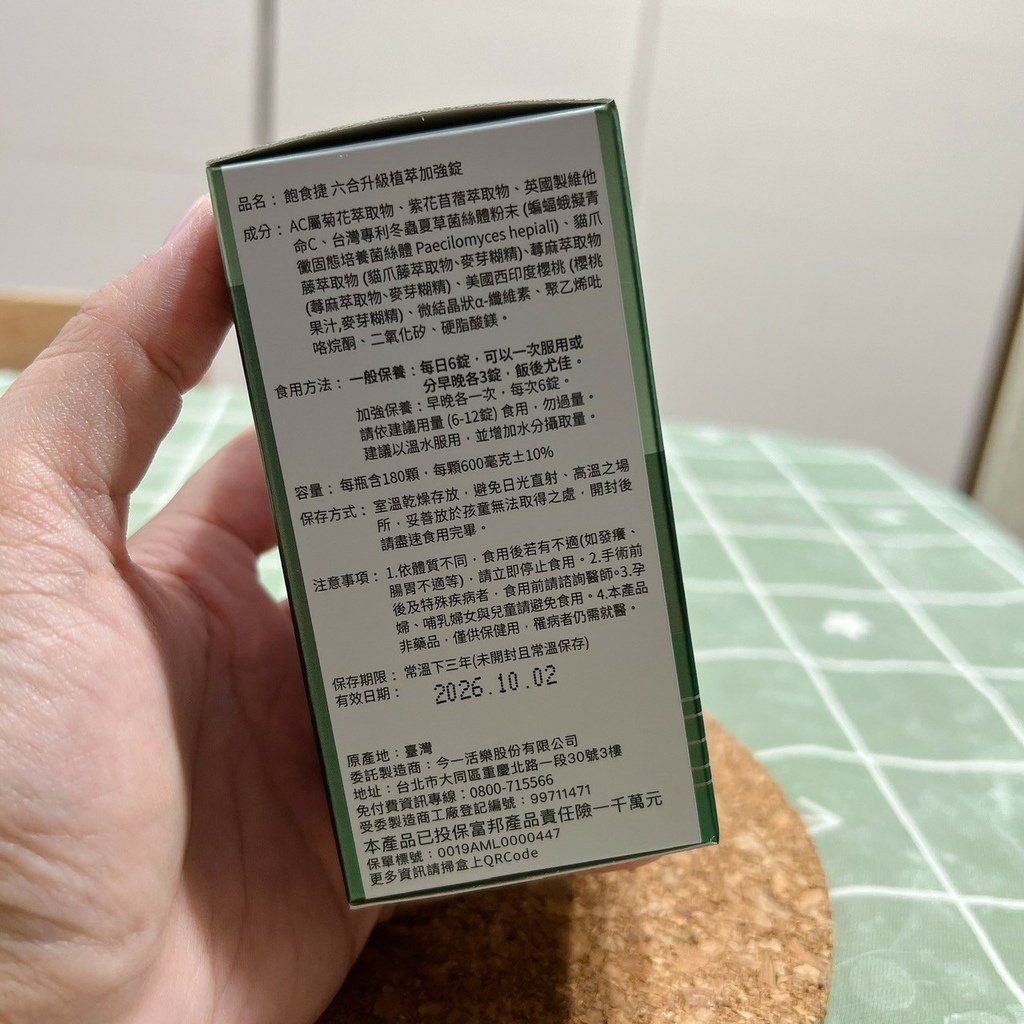 品名：飽食捷 六合升級植萃加強錠
成分：AC屬菊花萃取物、紫花苜蓿萃取物、英國製維他
命C、台灣專利冬蟲夏草菌絲體粉末 (蝙蝠蛾擬青
黴固態培養菌絲體 Paecilomyces hepiali)、貓爪
藤萃取物 (貓爪藤萃取物、麥芽糊精)、蕁麻萃取物
(蕁麻萃取物、麥芽糊精)、美國西印度櫻桃 (櫻桃
果汁,麥芽糊精)、微結晶狀α-纖維素、聚乙烯吡
咯烷酮、二氧化矽、硬脂酸鎂。
食用方法：一般保養：每日6錠，可以一次服用或
分早晚各3錠，飯後尤佳。
加強保養：早晚各一次，每次6錠。
請依建議用量 (6-12錠) 食用，勿過量。
建議以溫水服用，並增加水分攝取量。
容量：每瓶含180顆，每顆600毫克±10%
保存方式：室溫乾燥存放，避免日光直射、高溫之場
所，妥善放於孩童無法取得之處，開封後
請盡速食用完畢。
注意事項：1.依體質不同，食用後若有不適(如發癢、
腸胃不適等)，請立即停止食用。2.手術前
後及特殊疾病者，食用前請諮詢醫師。3.孕
婦、哺乳婦女與兒童請避免食用。4.本產品
非藥品，僅供保健用，罹病者仍需就醫。
保存期限：常溫下三年(未開封且常溫保存)
有效日期：2026.10.02
原產地：臺灣
委託製造商：今一活樂股份有限公司
地址：台北市大同區重慶北路一段30號3樓
免付費資訊專線：0800-715566
受委製造商工廠登記編號：99711471
本產品已投保富邦產品責任險一千萬元
保單標號：0019AML0000447
更多資訊請掃盒上QRCode